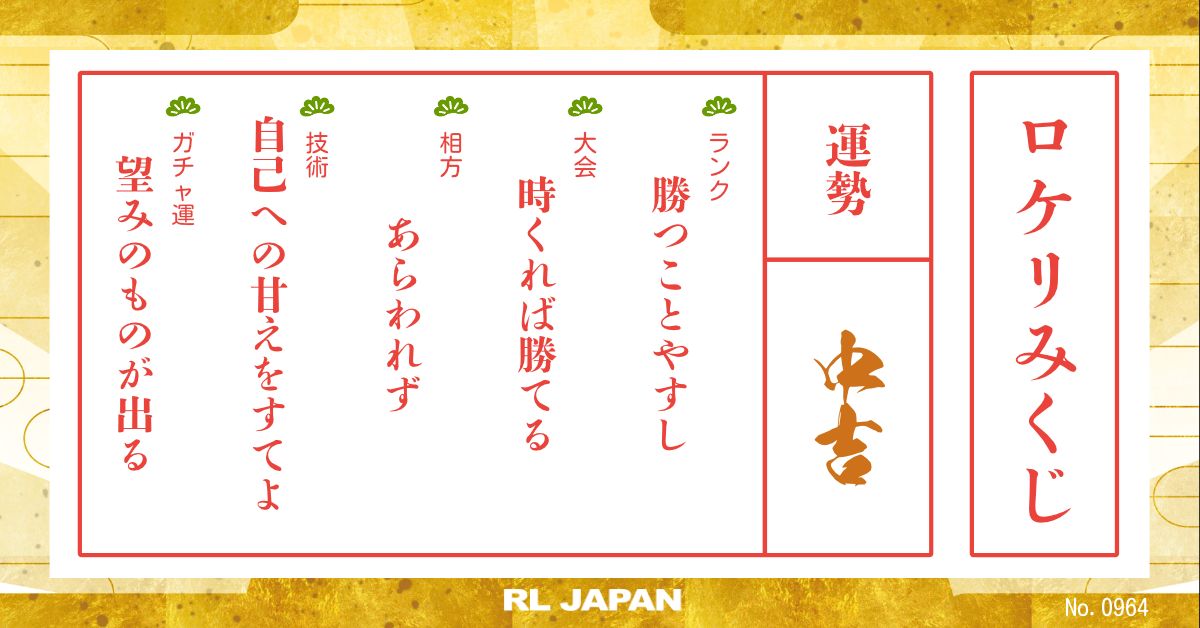 ロケリみくじ
運勢
中吉
ランク
勝つことやすし
大会
時くれば勝てる
相方
あらわれず
技術
自己への甘えをすてよ
ガチャ運
望みのものが出る
RL JAPAN
No. 0964